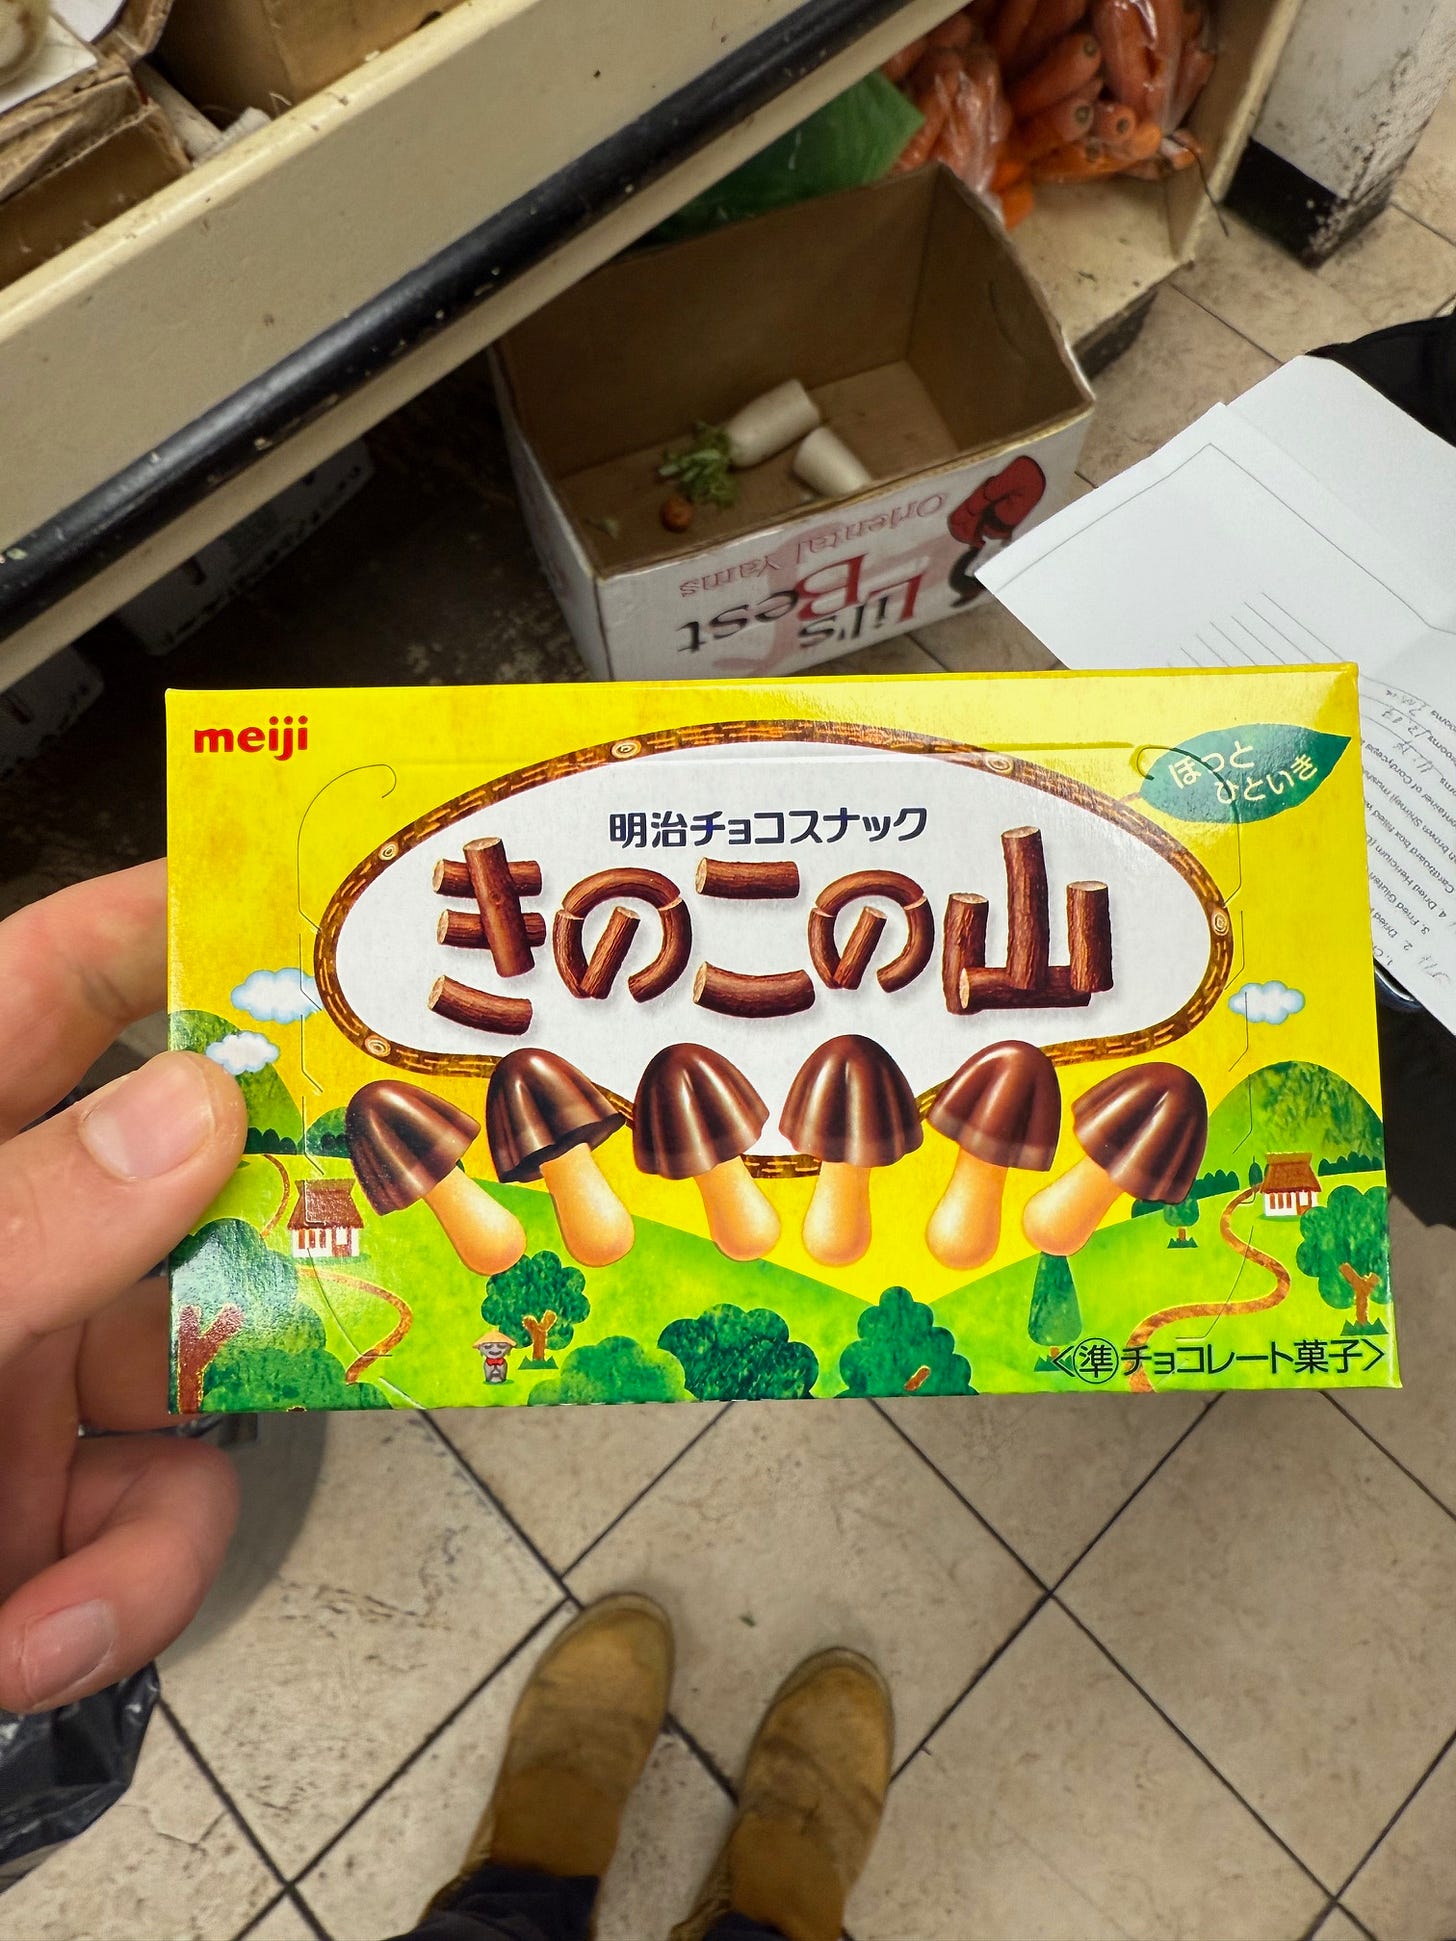 meiji
ほっと
ひといき
明治チョコスナック
きのこの山
<㊜チョコレート菓子>
Lil's
Best
Oriental Yams